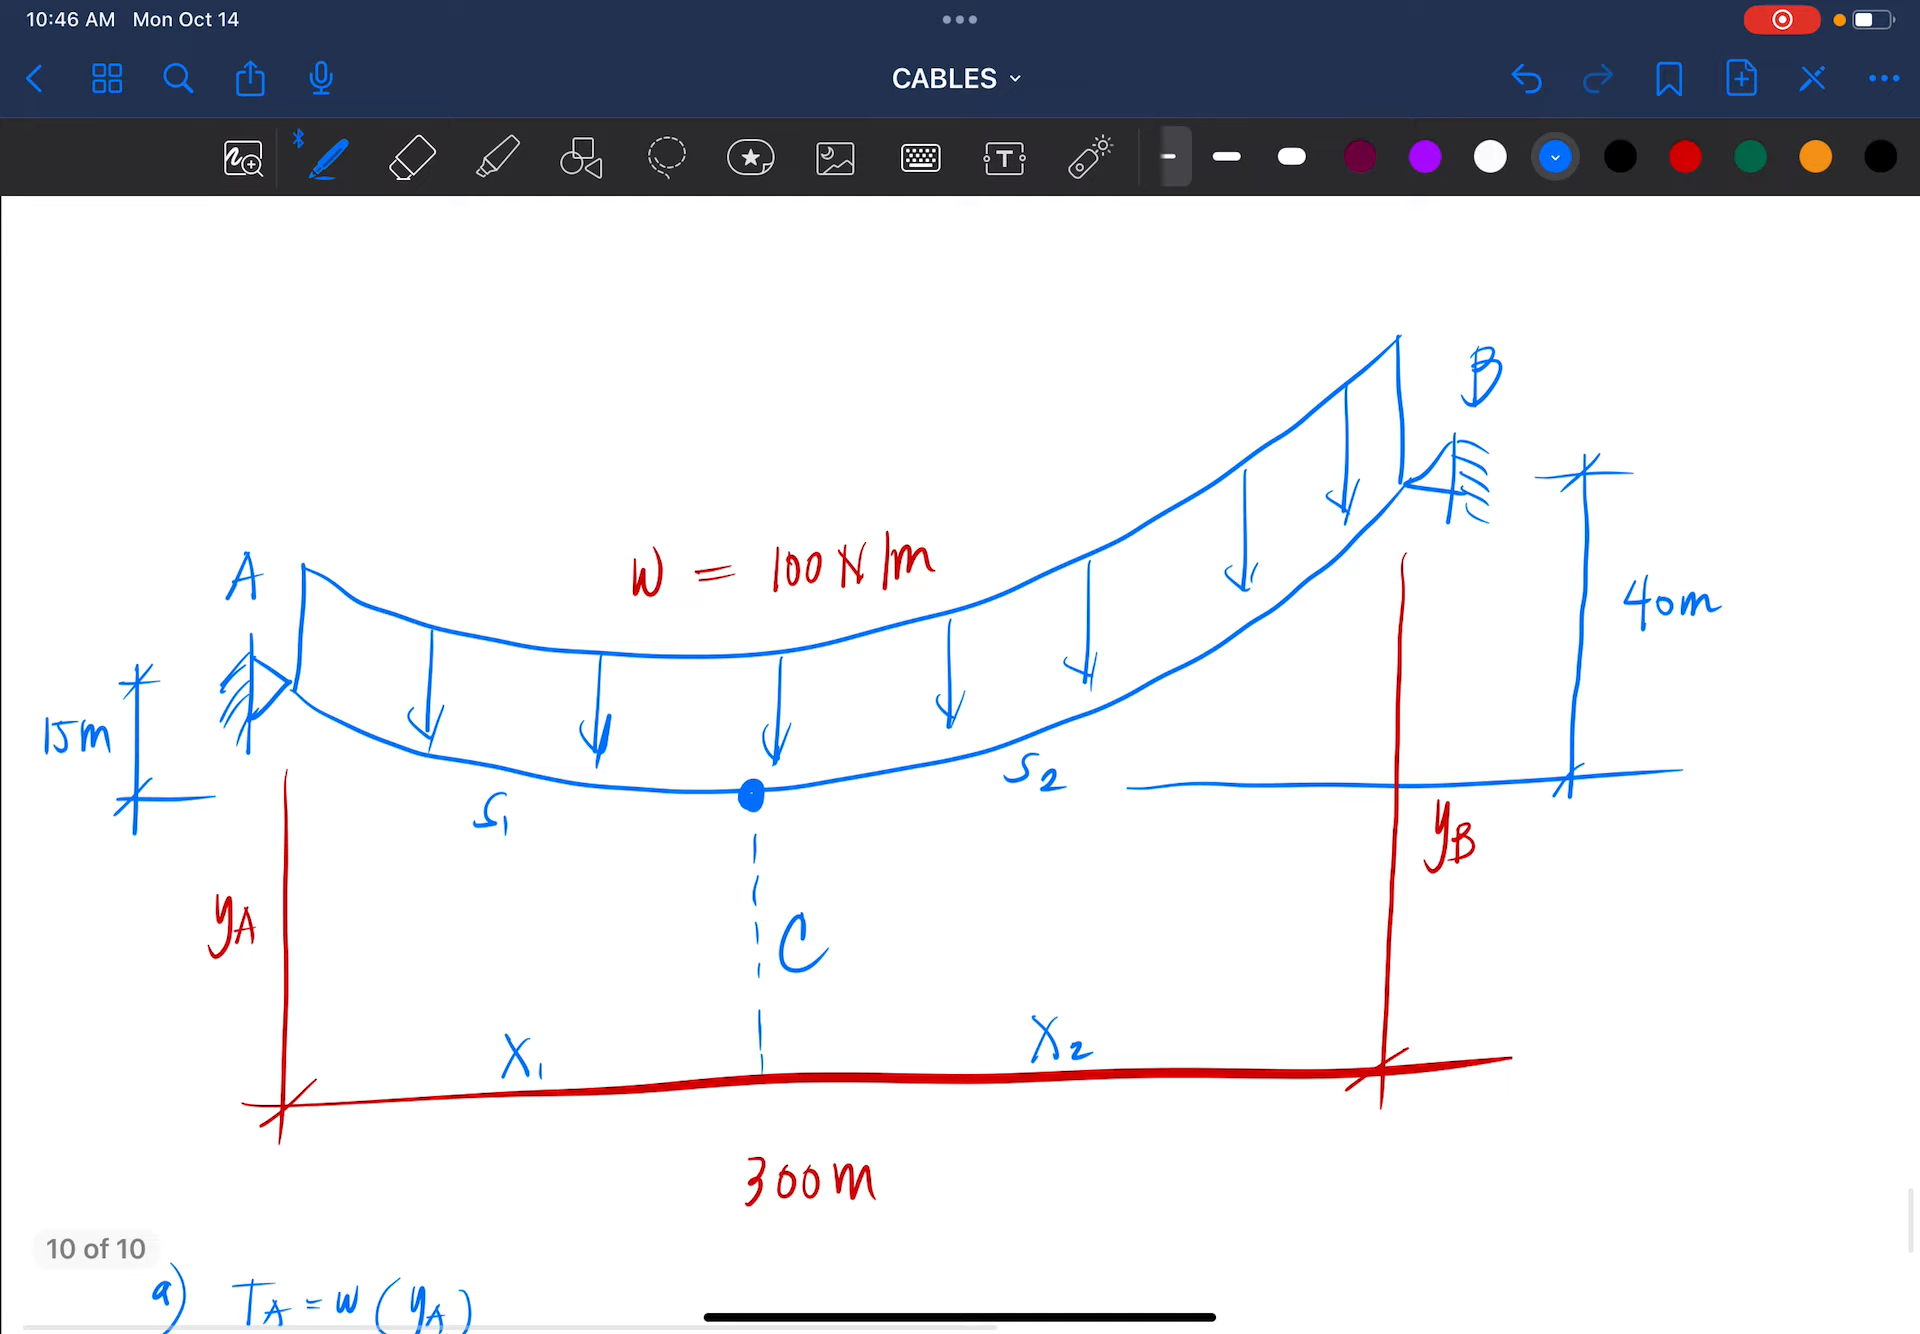 10:46 AM Mon Oct 14
CABLES
T
B
A
W = 100 N/m
40m
15m
S₂
S₁
yB
yA
C
X₁
X₂
300m
10 of 10
a) TA = w (yA)